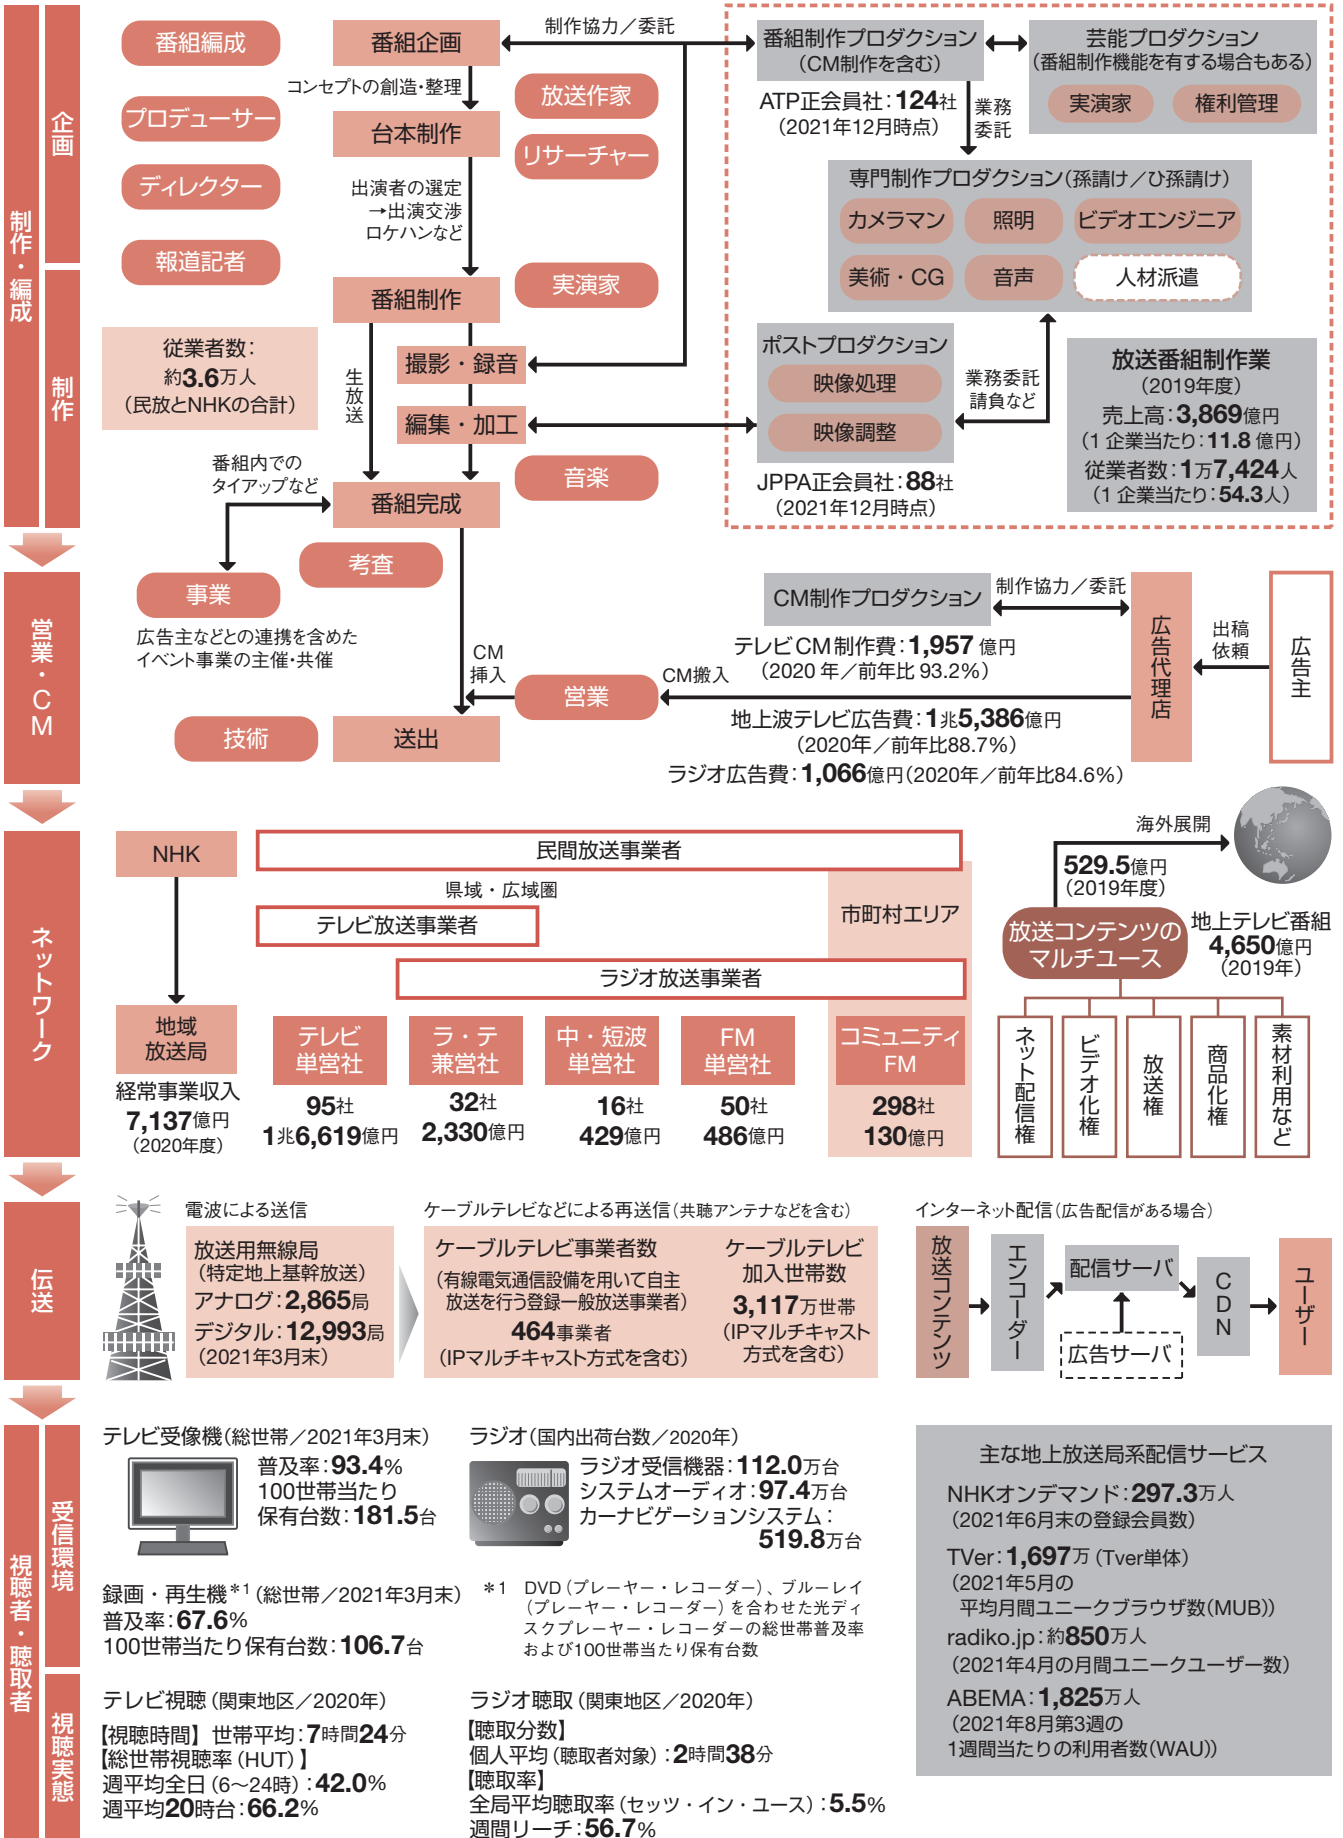 制作・編成
企画
制作
番組編成
プロデューサー
ディレクター
報道記者
従業者数：
約3.6万人
（民放とNHKの合計）
番組企画
コンセプトの創造・整理
台本制作
出演者の選定
→出演交渉
ロケハンなど
番組制作
生放送
撮影・録音
編集・加工
番組完成
番組内での
タイアップなど
放送作家
リサーチャー
実演家
音楽
考査
制作協力／委託
番組制作プロダクション
（CM制作を含む）
ATP正会員社：124社
（2021年12月時点）
業務
委託
芸能プロダクション
（番組制作機能を有する場合もある）
実演家
権利管理
専門制作プロダクション（孫請け／ひ孫請け）
カメラマン
照明
ビデオエンジニア
美術・CG
音声
人材派遣
ポストプロダクション
映像処理
映像調整
JPPA正会員社：88社
（2021年12月時点）
業務委託
請負など
放送番組制作業
（2019年度）
売上高：3,869億円
（1 企業当たり：11.8 億円）
従業者数：1万7,424人
（1 企業当たり：54.3人）
営業・CM
事業
広告主などとの連携を含めた
イベント事業の主催・共催
技術
送出
CM
挿入
営業
CM搬入
CM制作プロダクション
制作協力／委託
テレビCM制作費：1,957 億円
（2020 年／前年比 93.2％）
地上波テレビ広告費：1兆5,386億円
（2020年／前年比88.7％）
ラジオ広告費：1,066億円（2020年／前年比84.6％）
広告代理店
出稿
依頼
広告主
ネットワーク
NHK
地域
放送局
経常事業収入
7,137億円
（2020年度）
民間放送事業者
県域・広域圏
テレビ放送事業者
市町村エリア
ラジオ放送事業者
テレビ
単営社
95社
1兆6,619億円
ラ・テ
兼営社
32社
2,330億円
中・短波
単営社
16社
429億円
FM
単営社
50社
486億円
コミュニティ
FM
298社
130億円
海外展開
529.5億円
（2019年度）
放送コンテンツの
マルチユース
地上テレビ番組
4,650億円
（2019年）
ネット配信権
ビデオ化権
放送権
商品化権
素材利用など
伝送
電波による送信
放送用無線局
（特定地上基幹放送）
アナログ：2,865局
デジタル：12,993局
（2021年3月末）
ケーブルテレビなどによる再送信（共聴アンテナなどを含む）
ケーブルテレビ事業者数
（有線電気通信設備を用いて自主
放送を行う登録一般放送事業者）
464事業者
（IPマルチキャスト方式を含む）
ケーブルテレビ
加入世帯数
3,117万世帯
（IPマルチキャスト
方式を含む）
インターネット配信（広告配信がある場合）
放送コンテンツ
エンコーダー
配信サーバ
広告サーバ
CDN
ユーザー
視聴者・聴取者
受信環境
視聴実態
テレビ受像機（総世帯／2021年3月末）
普及率：93.4％
100世帯当たり
保有台数：181.5台
録画・再生機＊1（総世帯／2021年3月末）
普及率：67.6％
100世帯当たり保有台数：106.7台
ラジオ（国内出荷台数／2020年）
ラジオ受信機器：112.0万台
システムオーディオ：97.4万台
カーナビゲーションシステム：
519.8万台
＊1　DVD（プレーヤー・レコーダー）、ブルーレイ
（プレーヤー・レコーダー）を合わせた光ディ
スクプレーヤー・レコーダーの総世帯普及率
および100世帯当たり保有台数
テレビ視聴（関東地区／2020年）
【視聴時間】世帯平均：7時間24分
【総世帯視聴率（HUT）】
週平均全日（6〜24時）：42.0％
週平均20時台：66.2％
ラジオ聴取（関東地区／2020年）
【聴取分数】
個人平均（聴取者対象）：2時間38分
【聴取率】
全局平均聴取率（セッツ・イン・ユース）：5.5％
週間リーチ：56.7％
主な地上放送局系配信サービス
NHKオンデマンド：297.3万人
（2021年6月末の登録会員数）
TVer：1,697万（Tver単体）
（2021年5月の
平均月間ユニークブラウザ数（MUB））
radiko.jp：約850万人
（2021年4月の月間ユニークユーザー数）
ABEMA：1,825万人
（2021年8月第3週の
1週間当たりの利用者数（WAU））